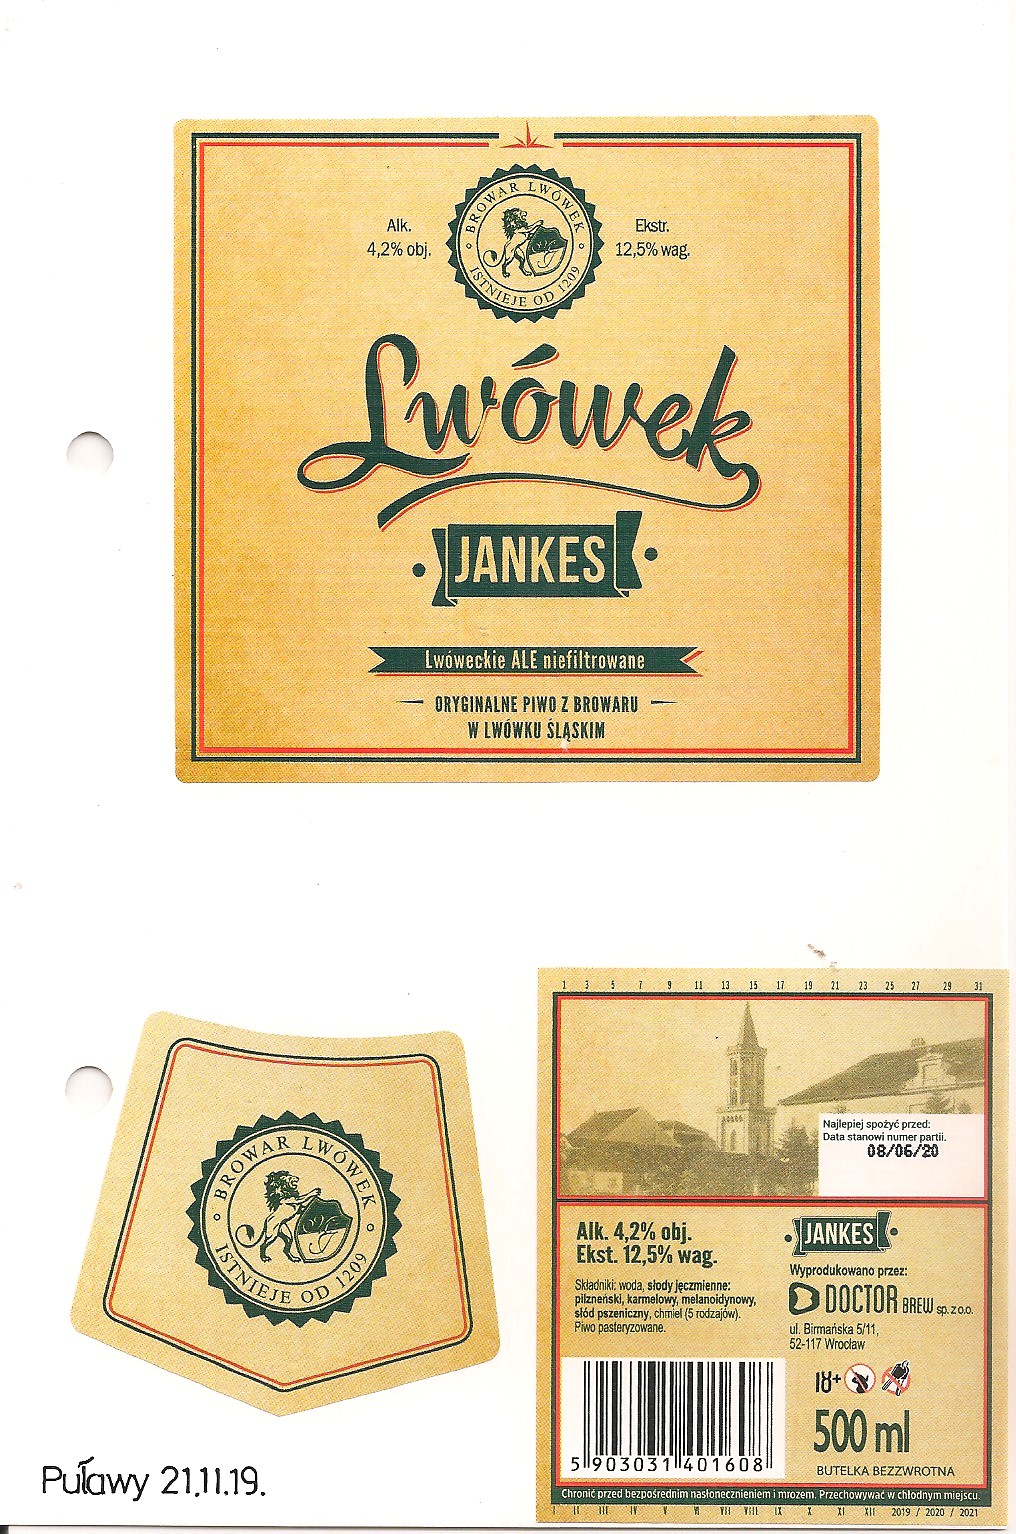 BROWAR LWÓWEK
ISTNIEJE OD 1209
Alk.
4,2% obj.
Ekstr.
12,5% wag.
Lwówek
JANKES
Lwóweckie ALE niefiltrowane
ORYGINALNE PIWO Z BROWARU
W LWÓWKU ŚLĄSKIM
BROWAR LWÓWEK
ISTNIEJE OD 1209
1 3 5 7 9 11 13 15 17 19 21 23 25 27 29 31
Najlepiej spożyć przed:
Data stanowi numer partii.
08/06/20
Alk. 4,2% obj.
Ekst. 12,5% wag.
Składniki: woda, słody jęczmienne:
pilzneński, karmelowy, melanoidynowy,
słód pszeniczny, chmiel (5 rodzajów).
Piwo pasteryzowane.
JANKES
Wyprodukowano przez:
DOCTOR BREW sp. z o.o.
ul. Birmańska 5/11,
52-117 Wrocław
18+
500 ml
BUTELKA BEZZWROTNA
5 903031 401608
Chronić przed bezpośrednim nasłonecznieniem i mrozem. Przechowywać w chłodnym miejscu.
I II III IV V VI VII VIII IX X XI XII 2019 / 2020 / 2021
Puławy 21.11.19.